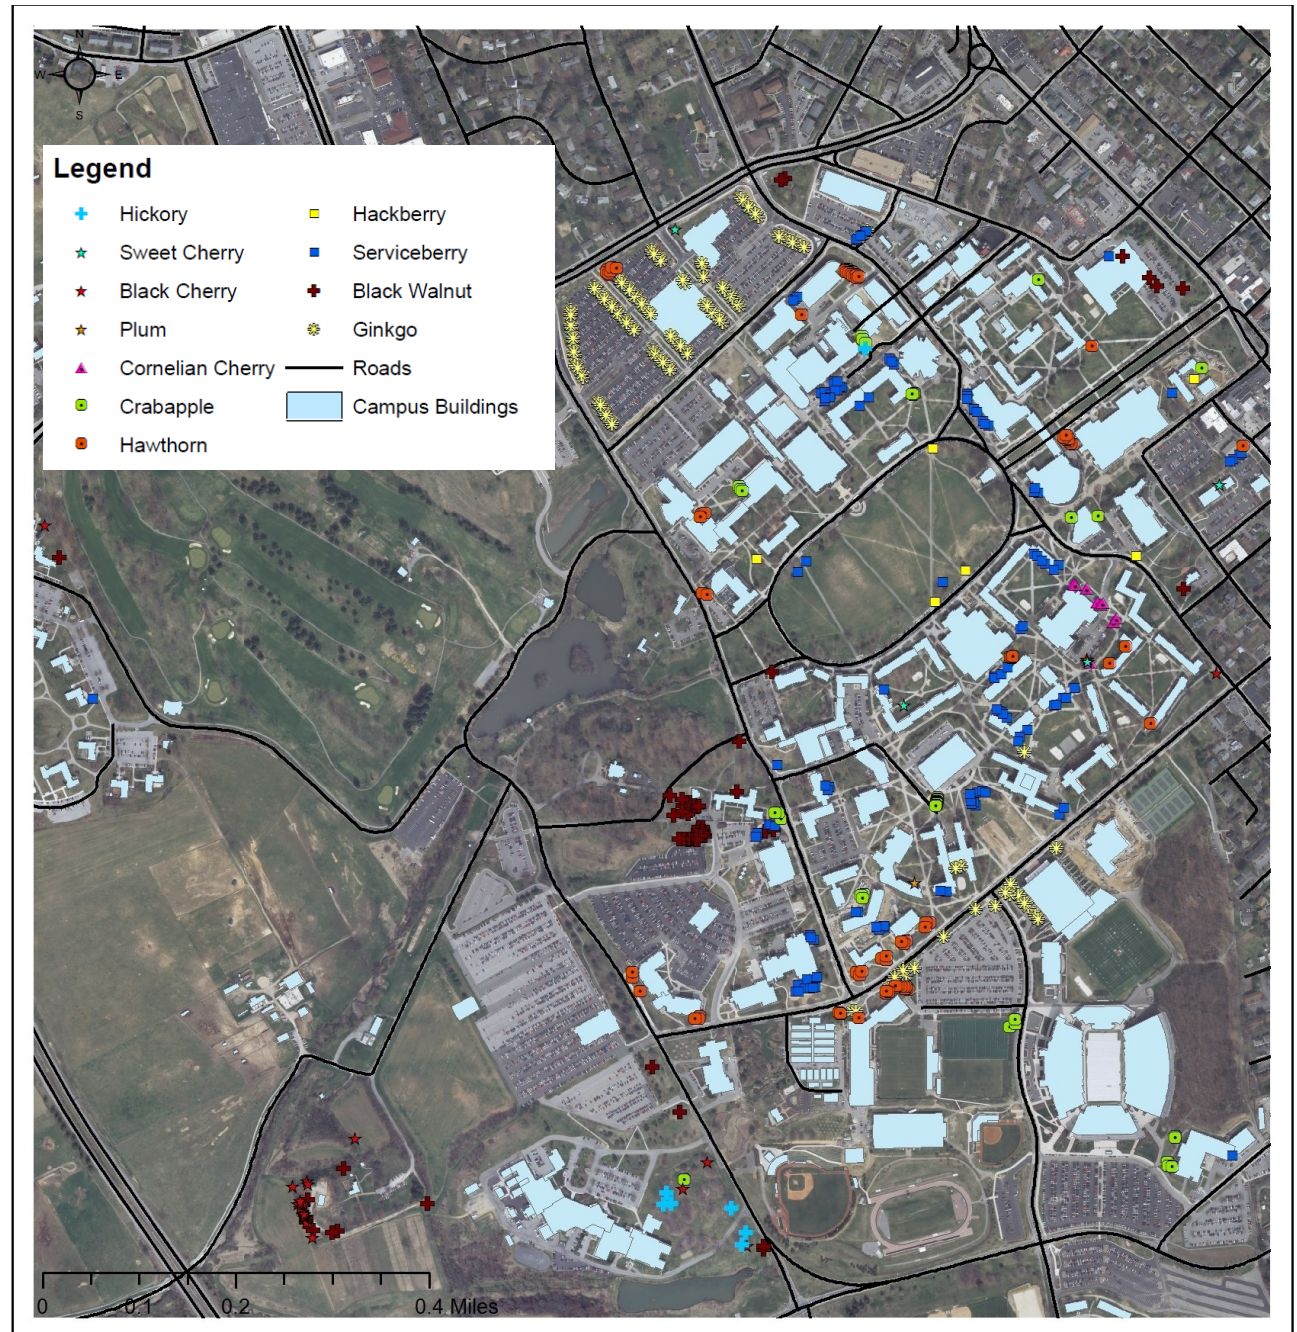 N
W E
S
Legend
Hickory Hackberry
Sweet Cherry Serviceberry
Black Cherry Black Walnut
Plum Ginkgo
Cornelian Cherry Roads
Crabapple Campus Buildings
Hawthorn
0 0.1 0.2 0.4 Miles